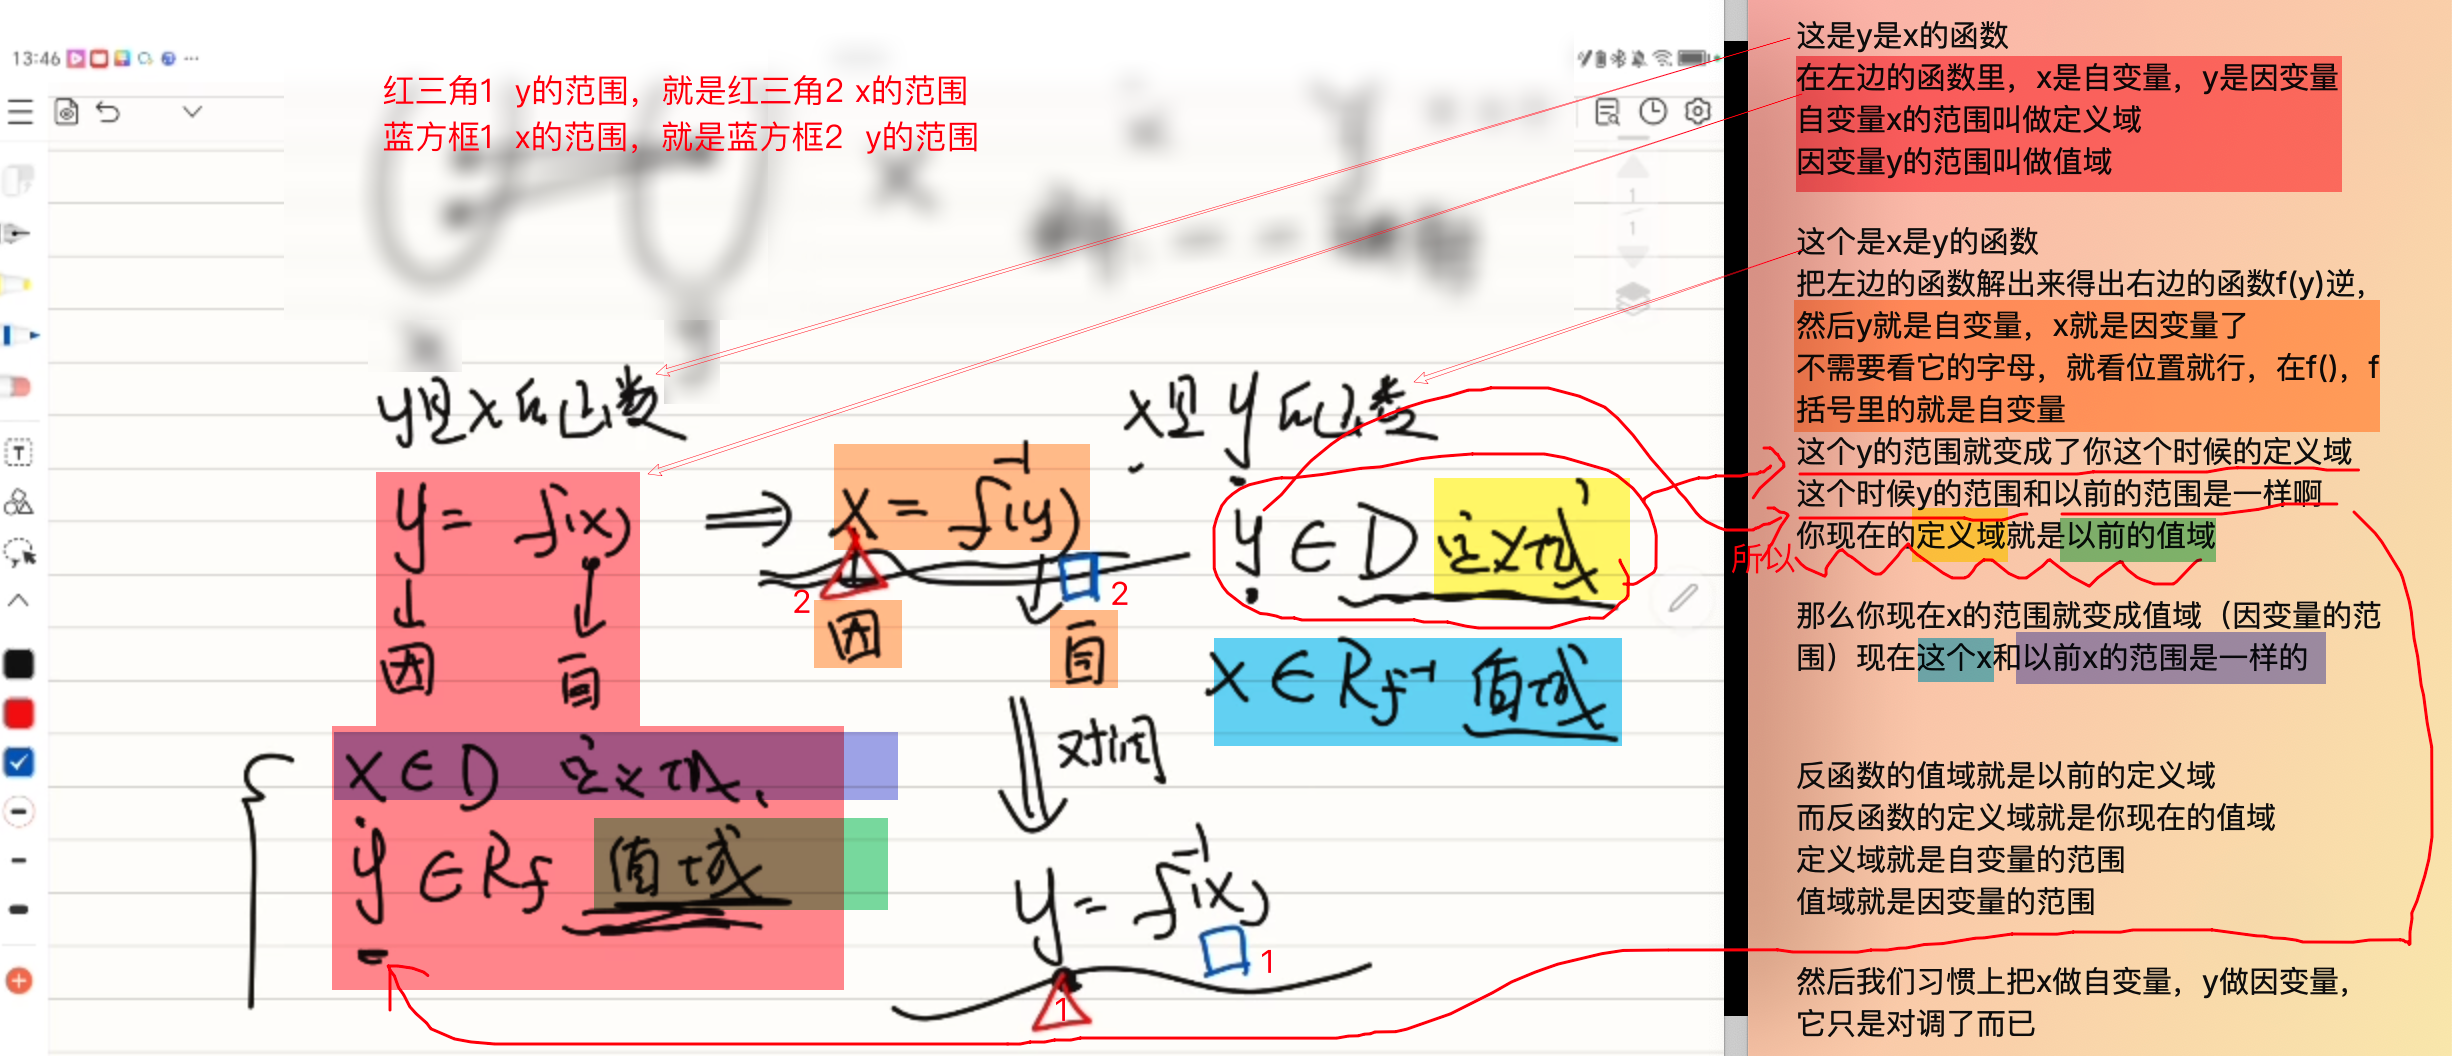 13:46
红三角1 y的范围，就是红三角2 x的范围
蓝方框1 x的范围，就是蓝方框2 y的范围
y是x的函数
x是y的函数
y = f(x)
因 自
x ∈ D 定义域.
y ∈ Rf 值域
⇒ x = f⁻¹(y)
2 2
因 自
y ∈ D 定义域
x ∈ Rf⁻¹ 值域
对调
y = f⁻¹(x)
1
1
所以
1
1
T
这是y是x的函数
在左边的函数里，x是自变量，y是因变量
自变量x的范围叫做定义域
因变量y的范围叫做值域
这个是x是y的函数
把左边的函数解出来得出右边的函数f(y)逆，
然后y就是自变量，x就是因变量了
不需要看它的字母，就看位置就行，在f()，f
括号里的就是自变量
这个y的范围就变成了你这个时候的定义域
这个时候y的范围和以前的范围是一样啊
你现在的定义域就是以前的值域
那么你现在x的范围就变成值域（因变量的范
围）现在这个x和以前x的范围是一样的
反函数的值域就是以前的定义域
而反函数的定义域就是你现在的值域
定义域就是自变量的范围
值域就是因变量的范围
然后我们习惯上把x做自变量，y做因变量，
它只是对调了而已